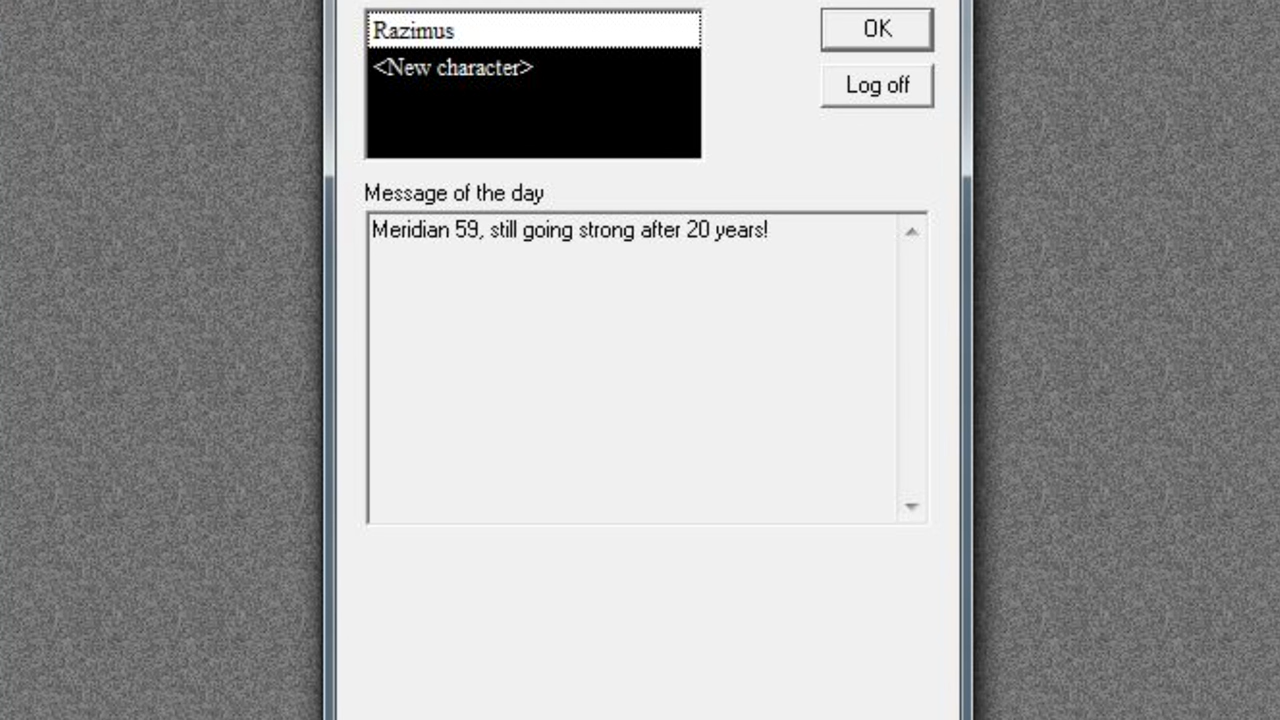 Razimus
<New character>
OK
Log off
Message of the day
Meridian 59, still going strong after 20 years!